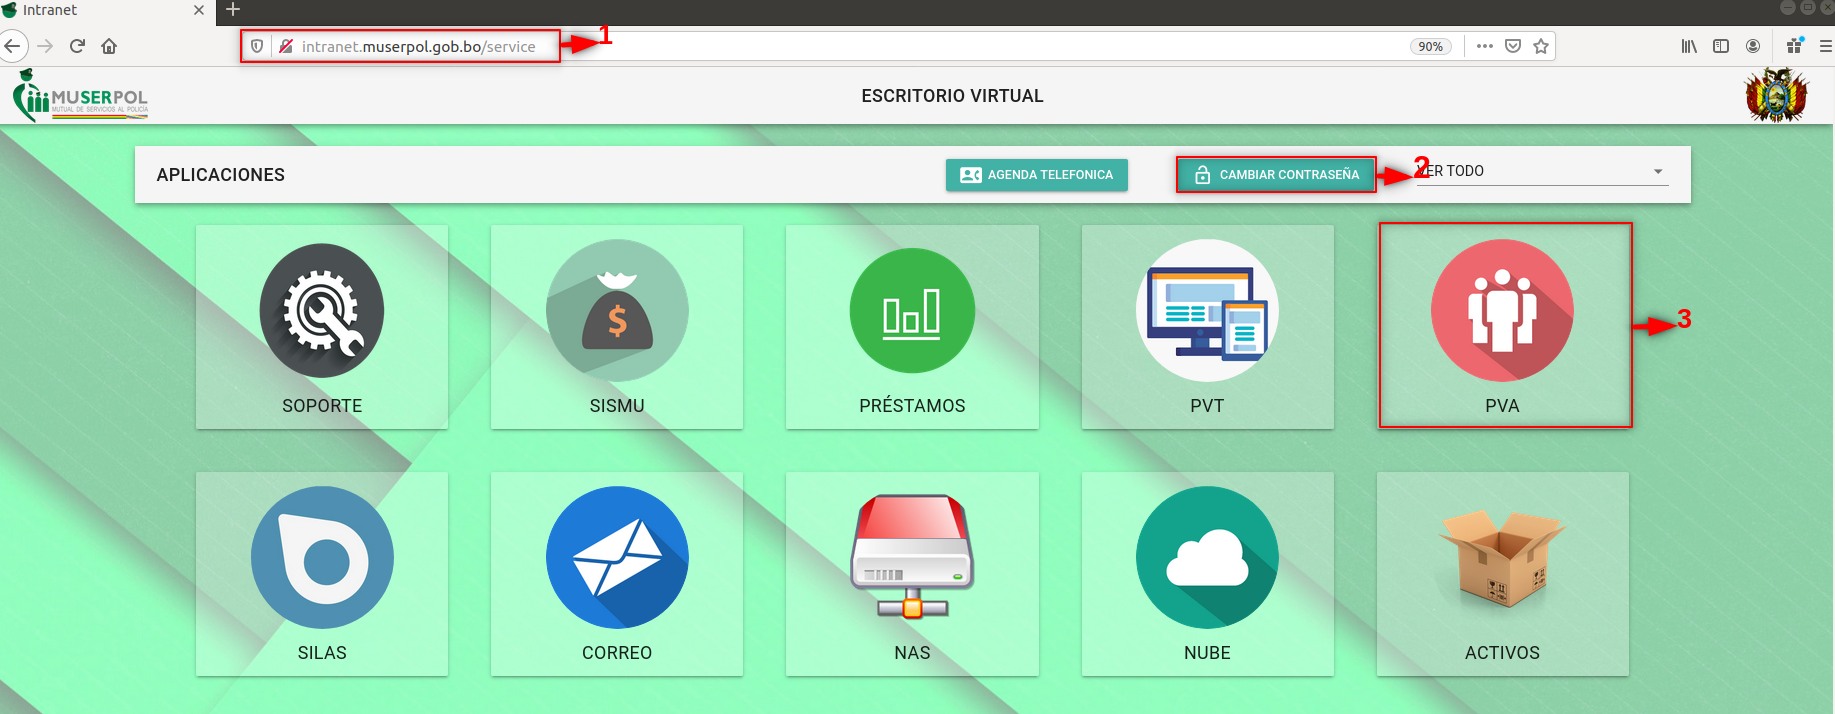 Intranet
intranet.muserpol.gob.bo/service
1
90%
MUSERPOL
MUTUAL DE SERVICIOS AL POLICÍA
ESCRITORIO VIRTUAL
APLICACIONES
AGENDA TELEFONICA
CAMBIAR CONTRASEÑA
2
VER TODO
$
3
SOPORTE
SISMU
PRÉSTAMOS
PVT
PVA
SILAS
CORREO
NAS
NUBE
ACTIVOS